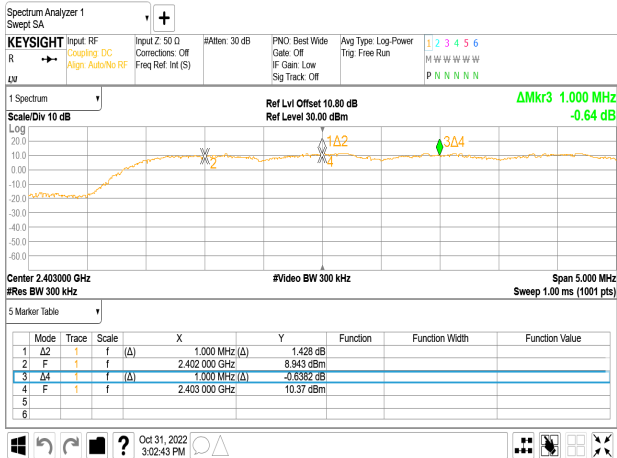 Spectrum Analyzer 1
Swept SA
KEYSIGHT Input: RF Input Z: 50 Ω #Atten: 30 dB PNO: Best Wide Avg Type: Log-Power 1 2 3 4 5 6
R Coupling: DC Corrections: Off Gate: Off Trig: Free Run M W W W W W
Align: Auto/No RF Freq Ref: Int (S) IF Gain: Low
LXI Sig Track: Off P N N N N N
1 Spectrum ΔMkr3 1.000 MHz
Ref Lvl Offset 10.80 dB
Scale/Div 10 dB Ref Level 30.00 dBm -0.64 dB
Log
20.0 1Δ2 3Δ4
10.0 2 4
0.00
-10.0
-20.0
-30.0
-40.0
-50.0
-60.0
Center 2.403000 GHz #Video BW 300 kHz Span 5.000 MHz
#Res BW 300 kHz Sweep 1.00 ms (1001 pts)
5 Marker Table
Mode Trace Scale X Y Function Function Width Function Value
1 Δ2 1 f (Δ) 1.000 MHz (Δ) 1.428 dB
2 F 1 f 2.402 000 GHz 8.943 dBm
3 Δ4 1 f (Δ) 1.000 MHz (Δ) -0.6382 dB
4 F 1 f 2.403 000 GHz 10.37 dBm
5
6
? Oct 31, 2022
3:02:43 PM